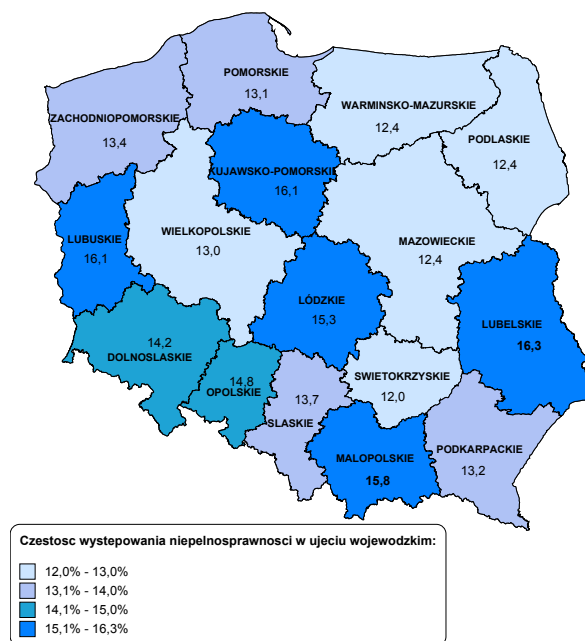 POMORSKIE
13,1
ZACHODNIOPOMORSKIE
13,4
WARMINSKO-MAZURSKIE
12,4
PODLASKIE
12,4
KUJAWSKO-POMORSKIE
16,1
WIELKOPOLSKIE
13,0
LUBUSKIE
16,1
MAZOWIECKIE
12,4
LÓDZKIE
15,3
LUBELSKIE
16,3
14,2
DOLNOSLASKIE
14,8
OPOLSKIE
13,7
SLASKIE
SWIETOKRZYSKIE
12,0
MALOPOLSKIE
15,8
PODKARPACKIE
13,2
Czestosc wystepowania niepelnosprawnosci w ujeciu wojewodzkim:
12,0% - 13,0%
13,1% - 14,0%
14,1% - 15,0%
15,1% - 16,3%